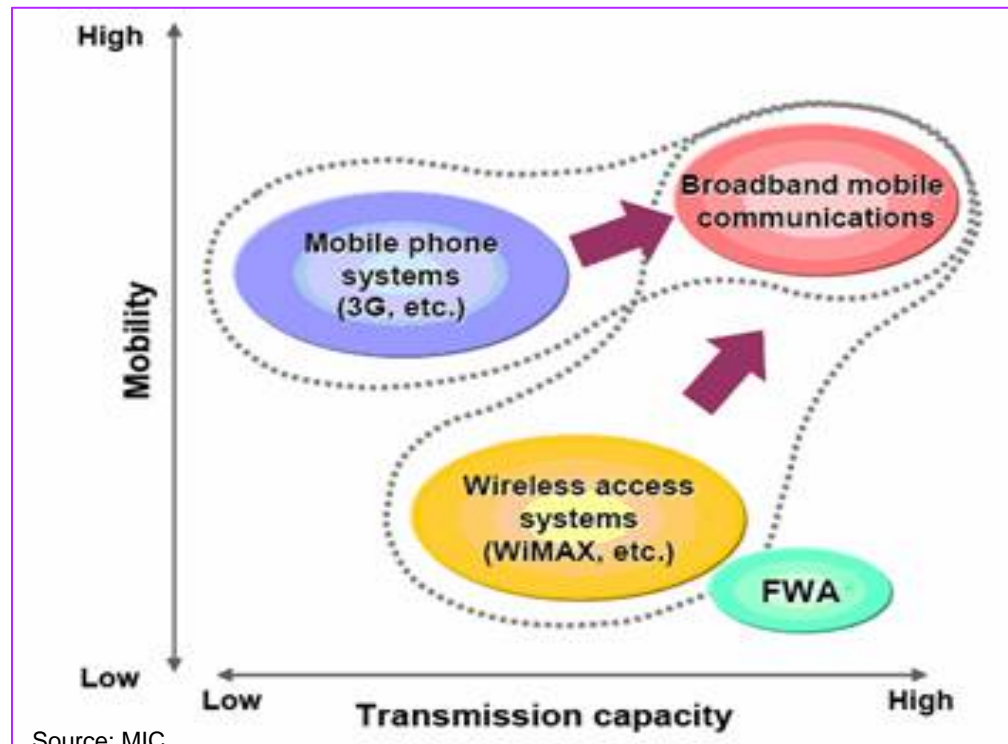 High
Broadband mobile
communications
Mobile phone
systems
(3G, etc.)
Mobility
Wireless access
systems
(WiMAX, etc.)
FWA
Low
Low
High
Transmission capacity
Source: MIC